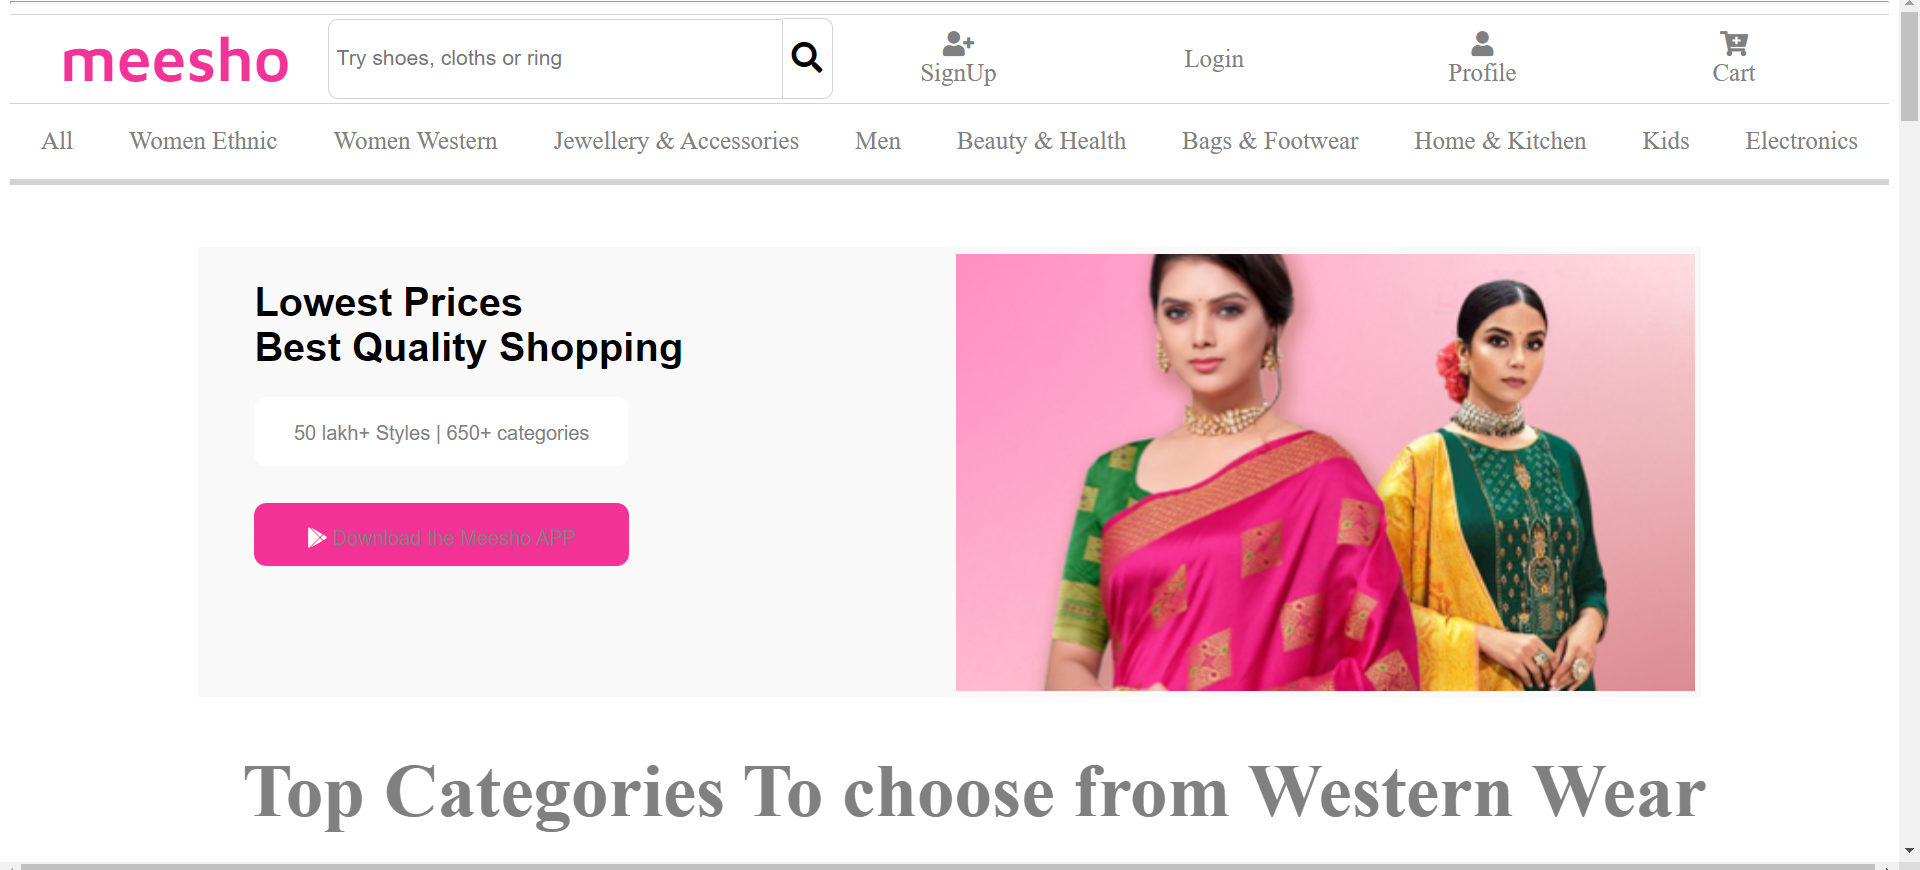 meesho
Try shoes, cloths or ring
SignUp
Login
Profile
Cart
All
Women Ethnic
Women Western
Jewellery & Accessories
Men
Beauty & Health
Bags & Footwear
Home & Kitchen
Kids
Electronics
Lowest Prices
Best Quality Shopping
50 lakh+ Styles | 650+ categories
Download the Meesho APP
Top Categories To choose from Western Wear